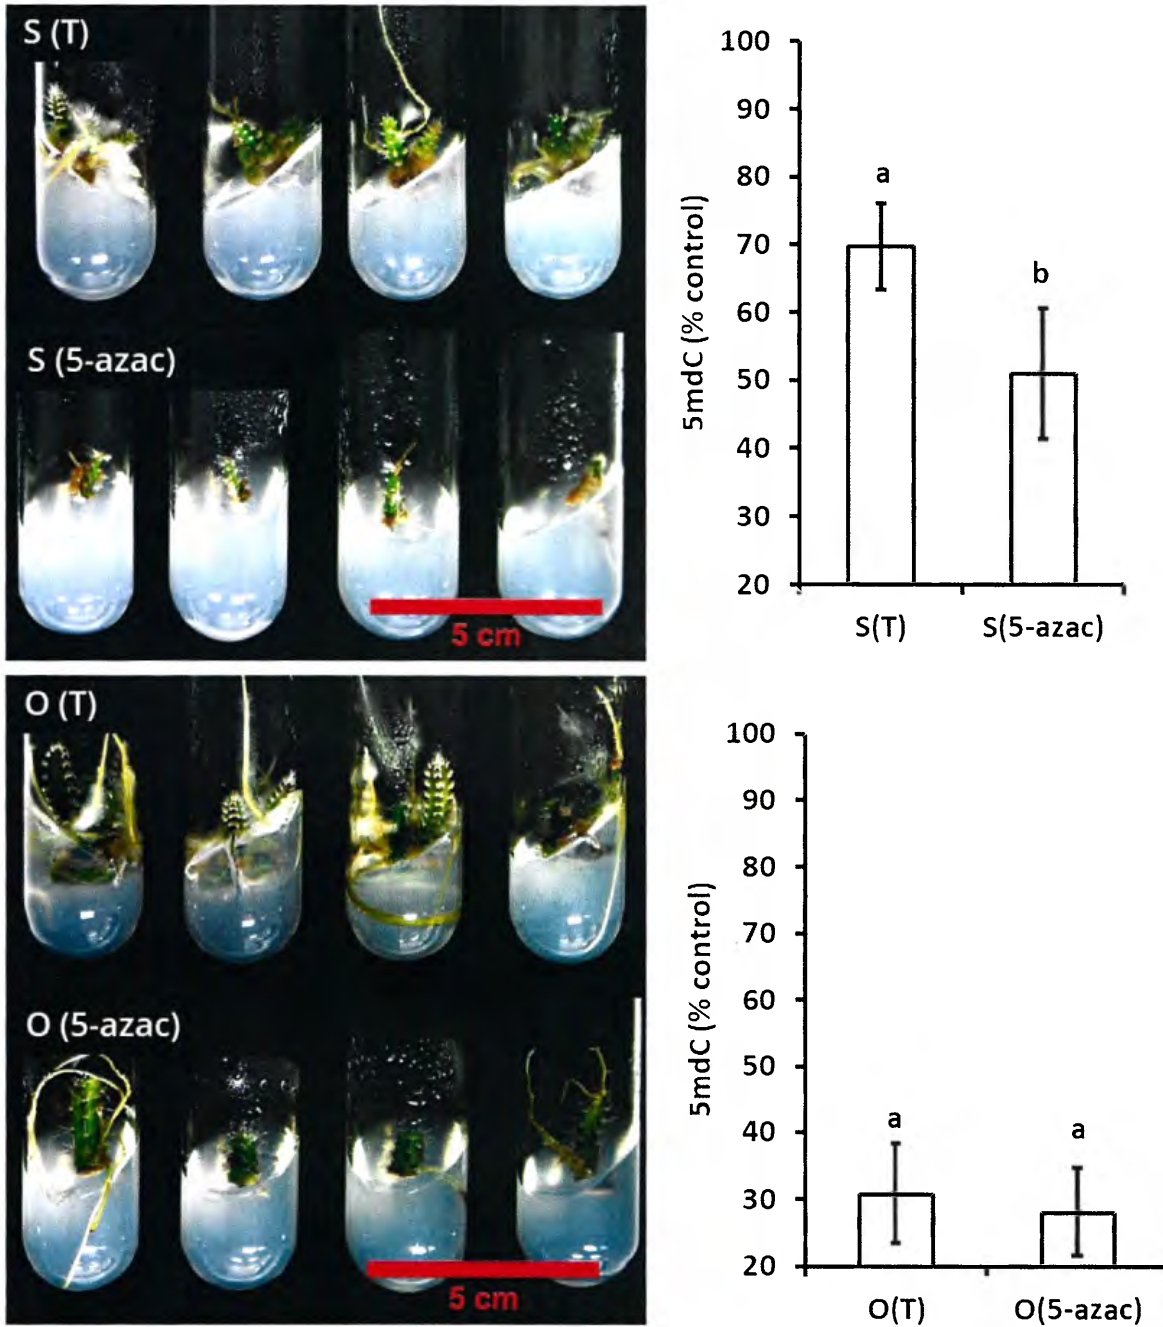 S (T)
S (5-azac)
5 cm
100
90
80
70
60
50
40
30
20
5mdC (% control)
a
b
S(T)
S(5-azac)
O (T)
O (5-azac)
5 cm
100
90
80
70
60
50
40
30
20
5mdC (% control)
a
a
O(T)
O(5-azac)